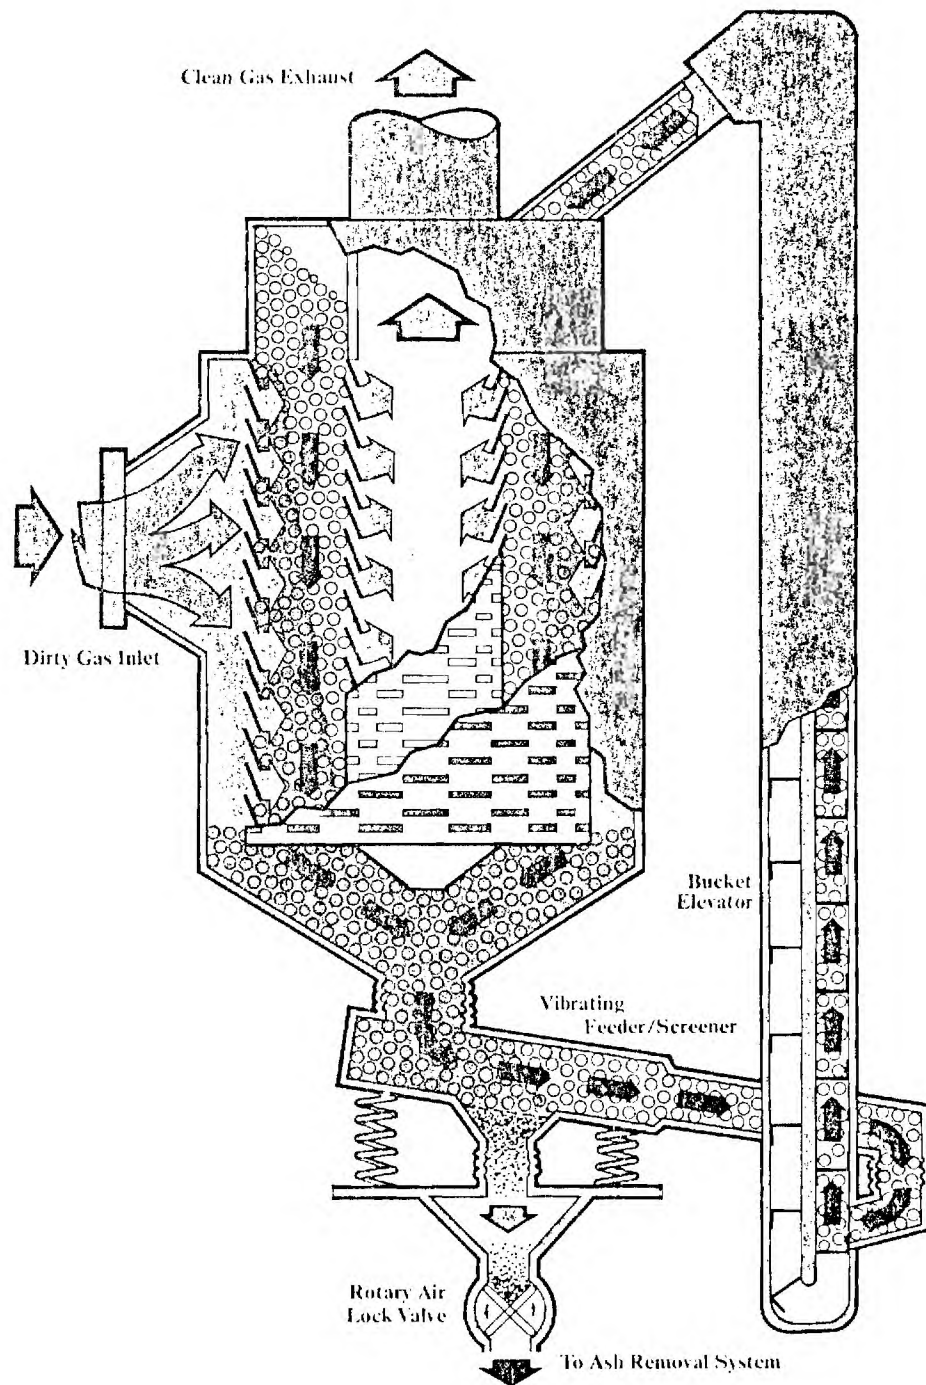 Clean Gas Exhaust
Dirty Gas Inlet
Bucket
Elevator
Vibrating
Feeder/Screener
Rotary Air
Lock Valve
To Ash Removal System